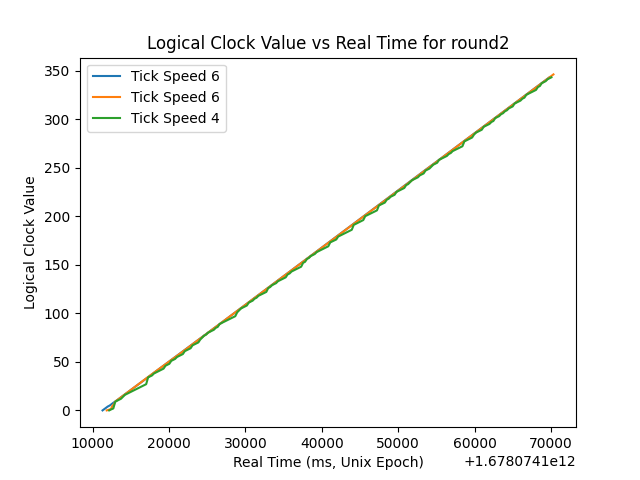 Logical Clock Value vs Real Time for round2
Tick Speed 6
Tick Speed 6
Tick Speed 4
350
300
250
200
150
100
50
0
Logical Clock Value
10000 20000 30000 40000 50000 60000 70000
Real Time (ms, Unix Epoch)
+1.6780741e12